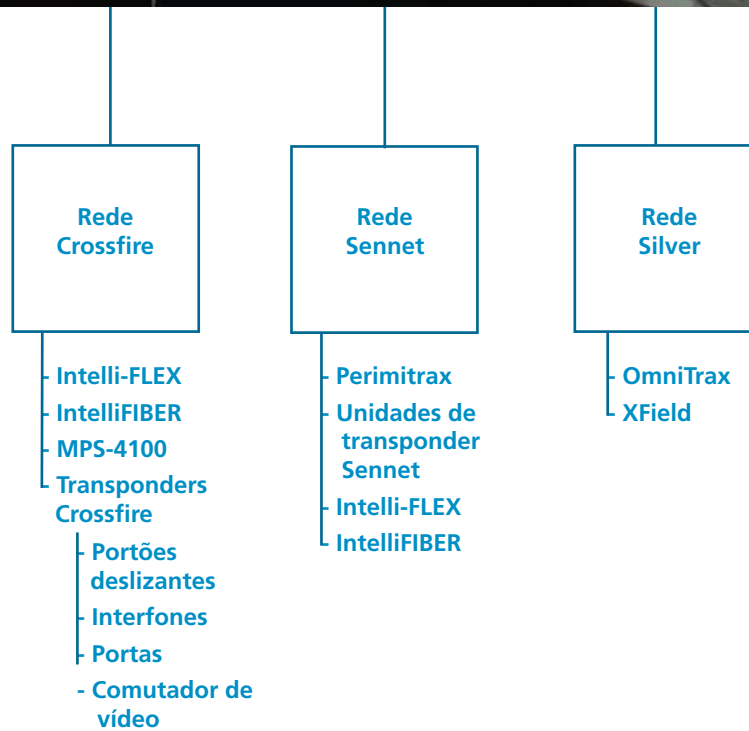 Rede
Crossfire
- Intelli-FLEX
- IntelliFIBER
- MPS-4100
- Transponders
Crossfire
- Portões
deslizantes
- Interfones
- Portas
- Comutador de
vídeo
Rede
Sennet
- Perimitrax
- Unidades de
transponder
Sennet
- Intelli-FLEX
- IntelliFIBER
Rede
Silver
- OmniTrax
- XField